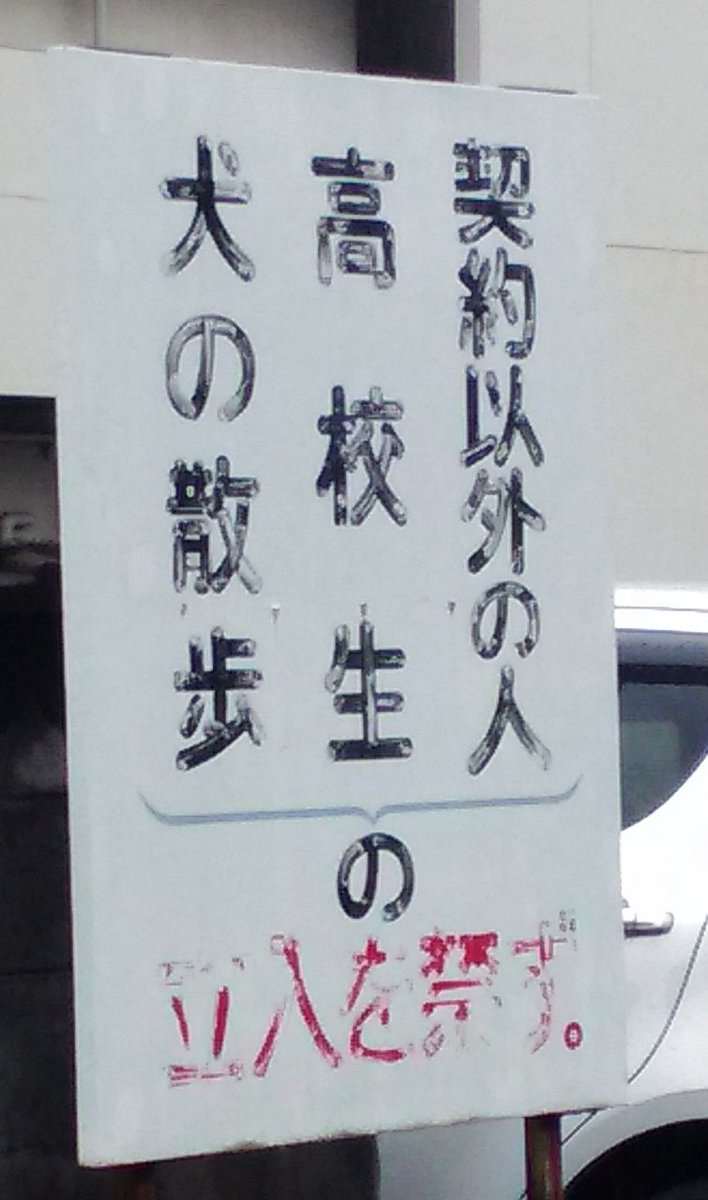 契約以外の人
高校生
犬の散歩
の
立入を禁ず。